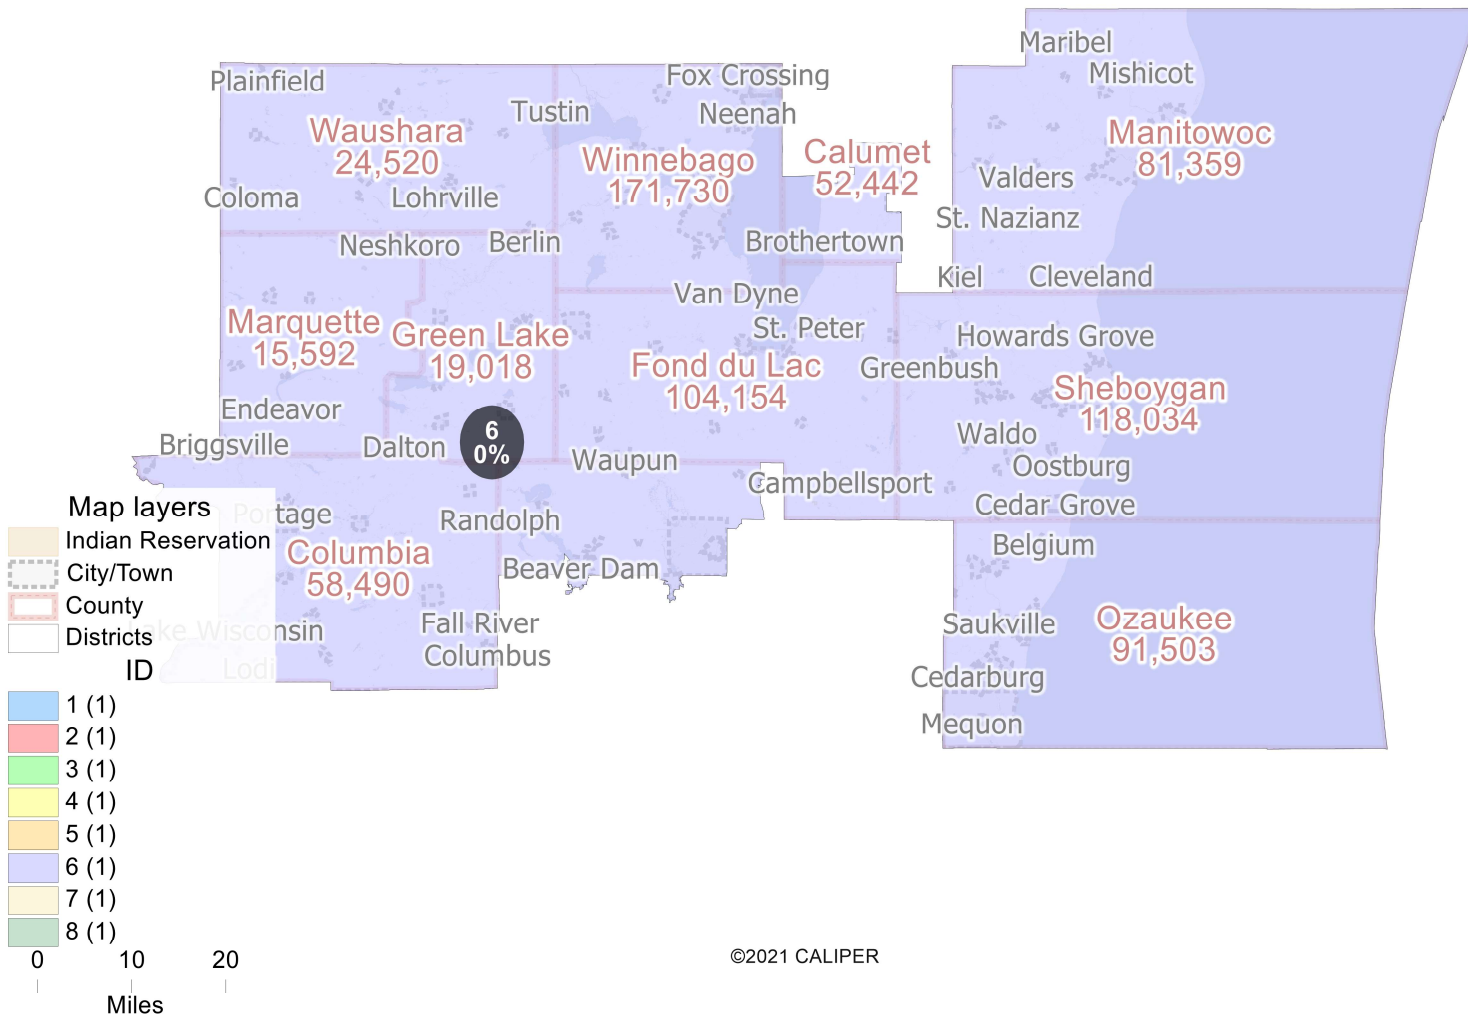 Maribel
Mishicot
Plainfield
Fox Crossing
Tustin
Neenah
Waushara
24,520
Winnebago
171,730
Calumet
52,442
Manitowoc
81,359
Coloma
Lohrville
Valders
St. Nazianz
Neshkoro
Berlin
Brothertown
Kiel
Cleveland
Van Dyne
Marquette
15,592
Green Lake
19,018
St. Peter
Howards Grove
Fond du Lac
104,154
Greenbush
Sheboygan
118,034
Endeavor
6
0%
Briggsville
Dalton
Waupun
Waldo
Oostburg
Campbellsport
Cedar Grove
Portage
Randolph
Columbia
58,490
Beaver Dam
Belgium
Fall River
Columbus
Saukville
Ozaukee
91,503
Lake Wisconsin
Lodi
Cedarburg
Mequon
Map layers
Indian Reservation
City/Town
County
Districts
ID
1 (1)
2 (1)
3 (1)
4 (1)
5 (1)
6 (1)
7 (1)
8 (1)
0 10 20
Miles
©2021 CALIPER